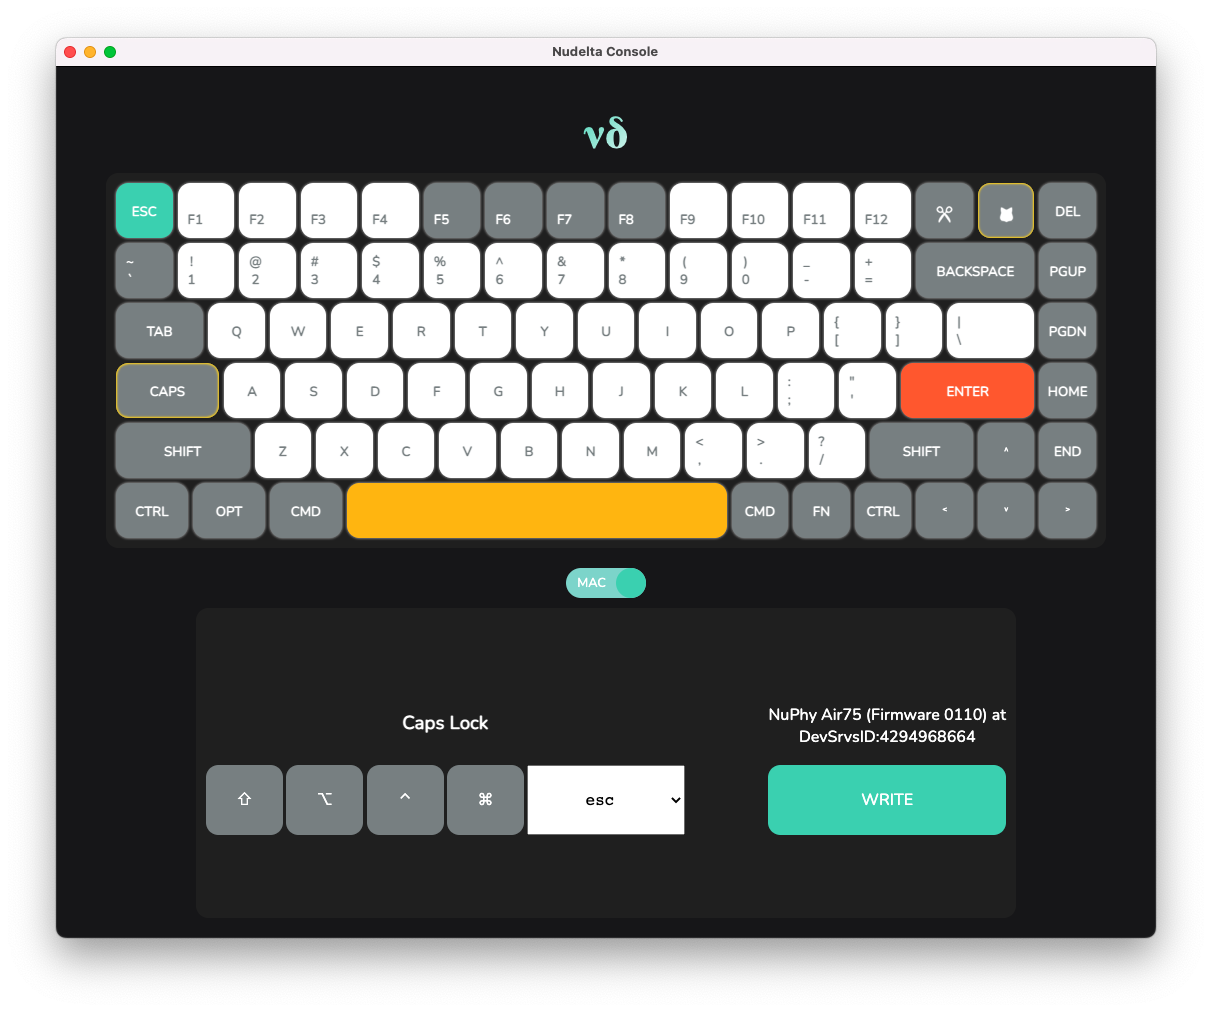 Nudelta Console
νδ
ESC F1 F2 F3 F4 F5 F6 F7 F8 F9 F10 F11 F12 DEL
~ ! @ # $ % ^ & * ( ) _ +
` 1 2 3 4 5 6 7 8 9 0 - = BACKSPACE PGUP
TAB Q W E R T Y U I O P { } | PGDN
[ ] \
CAPS A S D F G H J K L : " ENTER HOME
; '
SHIFT Z X C V B N M < > ? SHIFT ^ END
, . /
CTRL OPT CMD CMD FN CTRL < v >
MAC
Caps Lock
NuPhy Air75 (Firmware 0110) at
DevSrvsID:4294968664
⇧ ⌥ ^ ⌘ esc
WRITE